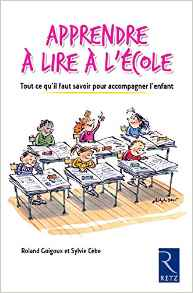 APPRENDRE
À LIRE À L'ÉCOLE
Tout ce qu'il faut savoir pour accompagner l'enfant
Roland Goigoux et Sylvie Cèbe
R
RETZ